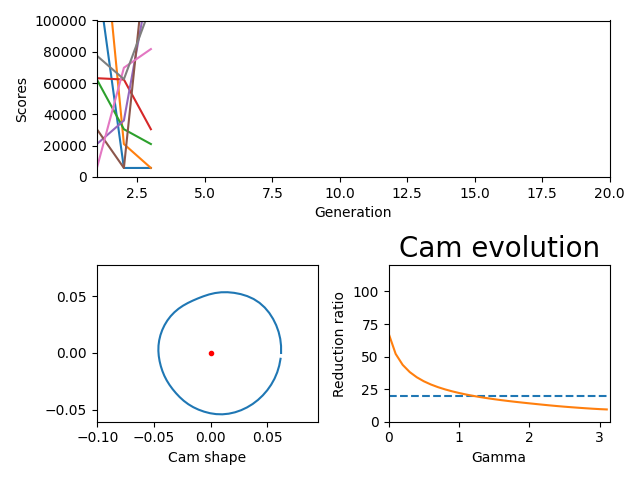 100000
80000
60000
40000
20000
0
Scores
2.5 5.0 7.5 10.0 12.5 15.0 17.5 20.0
Generation
0.05
0.00
−0.05
−0.10 −0.05 0.00 0.05
Cam shape
Cam evolution
100
75
50
25
0
Reduction ratio
0 1 2 3
Gamma